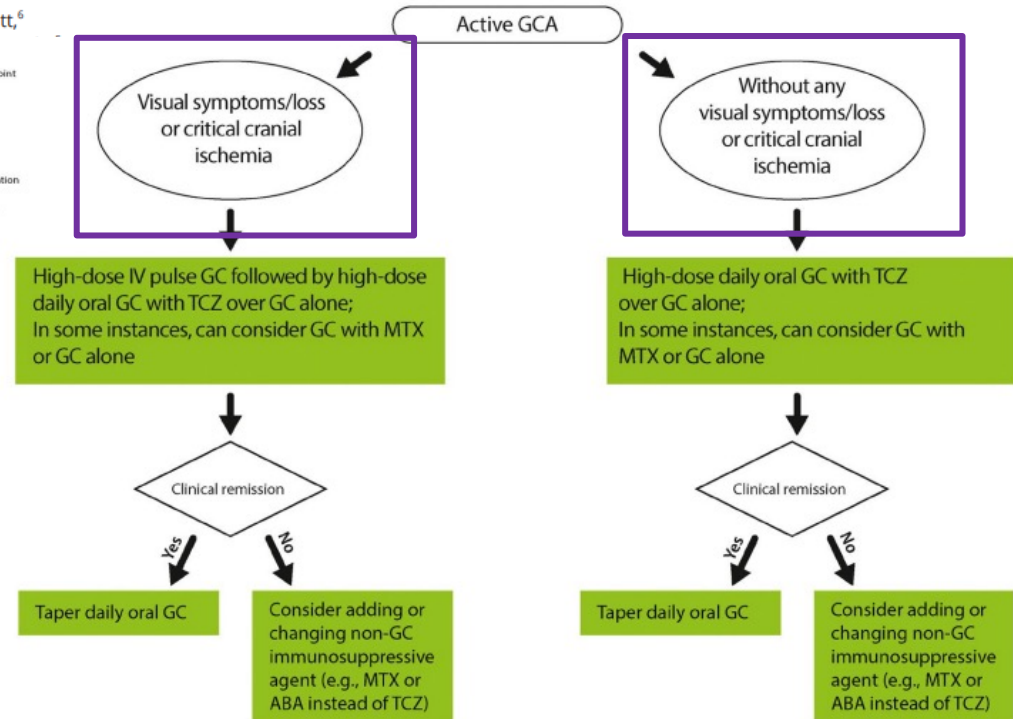 tt,6
Active GCA
oint
Visual symptoms/loss
or critical cranial
ischemia
Without any
visual symptoms/loss
or critical cranial
ischemia
tion
High-dose IV pulse GC followed by high-dose
daily oral GC with TCZ over GC alone;
In some instances, can consider GC with MTX
or GC alone
High-dose daily oral GC with TCZ
over GC alone;
In some instances, can consider GC with
MTX or GC alone
Clinical remission
Clinical remission
Yes
No
Yes
No
Taper daily oral GC
Consider adding or
changing non-GC
immunosuppressive
agent (e.g., MTX or
ABA instead of TCZ)
Taper daily oral GC
Consider adding or
changing non-GC
immunosuppressive
agent (e.g., MTX or
ABA instead of TCZ)